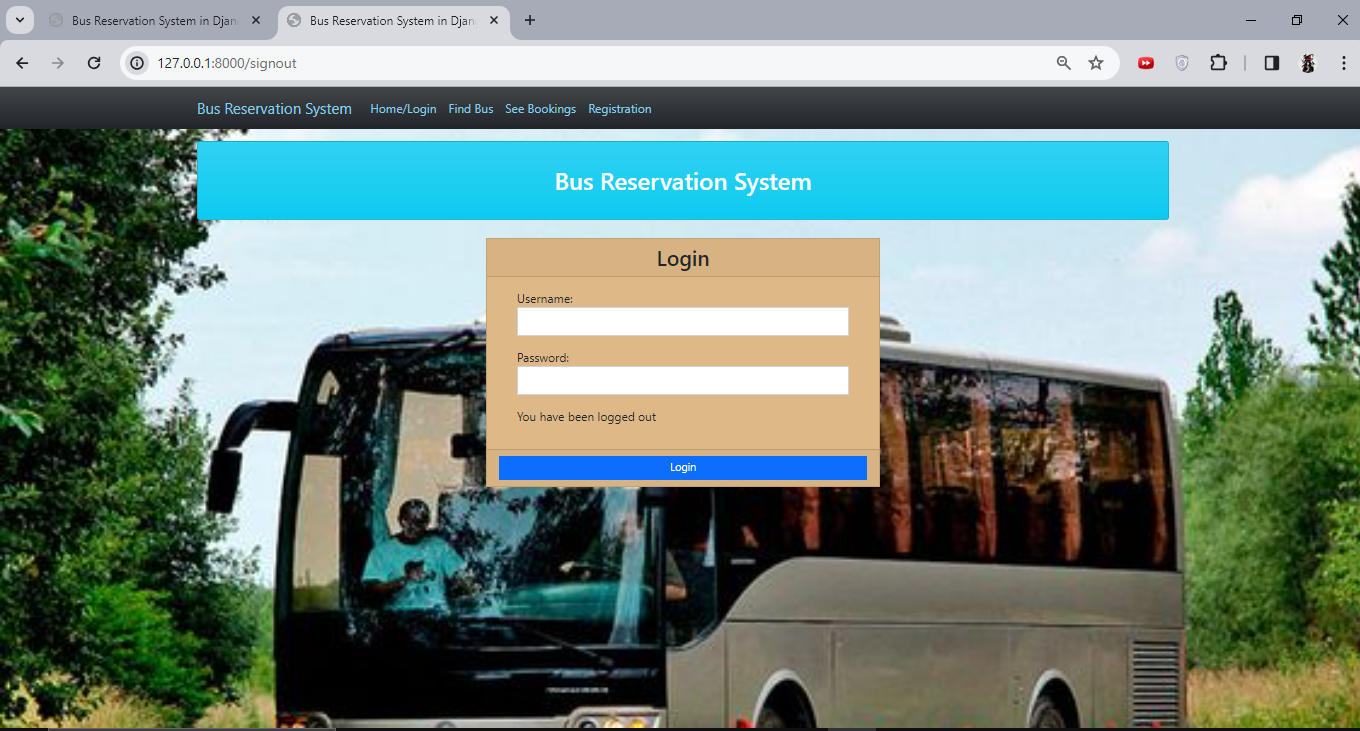 Bus Reservation System in Djan
Bus Reservation System in Djan
127.0.0.1:8000/signout
Bus Reservation System Home/Login Find Bus See Bookings Registration
Bus Reservation System
Login
Username:
Password:
You have been logged out
Login